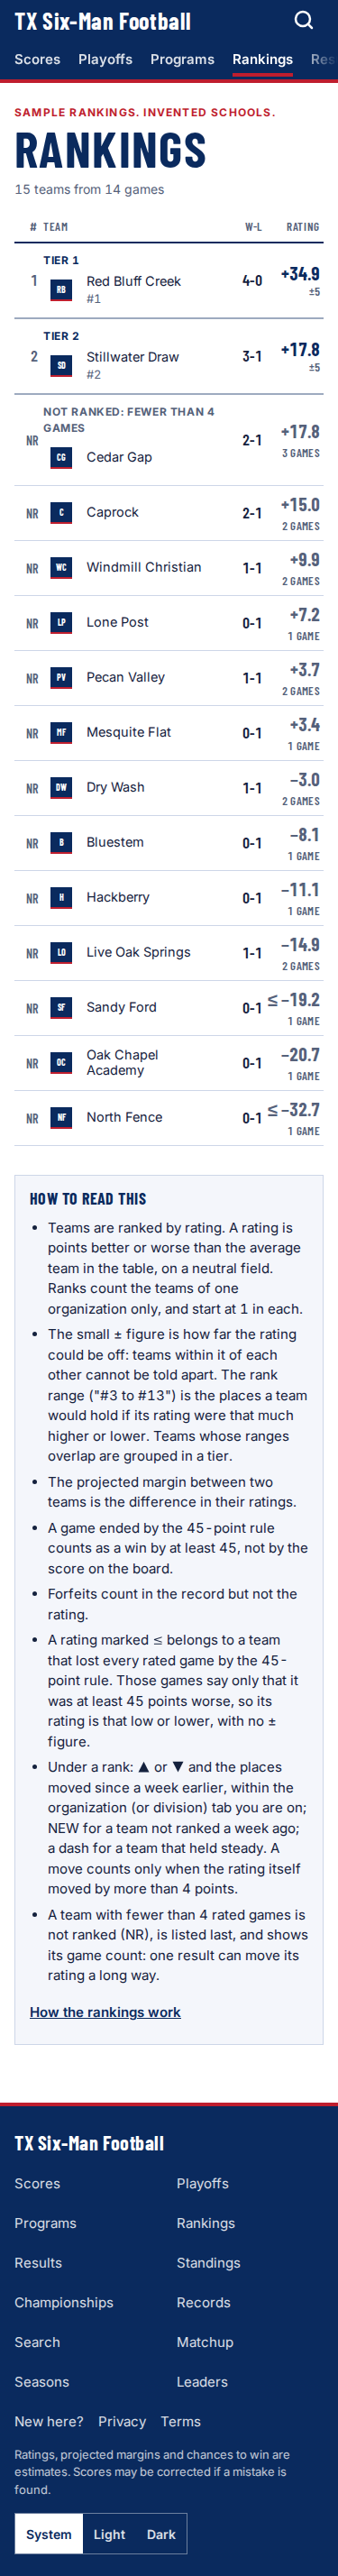 TX Six-Man Football
Scores Playoffs Programs Rankings Res
SAMPLE RANKINGS. INVENTED SCHOOLS.
RANKINGS
15 teams from 14 games
# TEAM W-L RATING
TIER 1
1 RB Red Bluff Creek 4-0 +34.9
#1 ±5
TIER 2
2 SD Stillwater Draw 3-1 +17.8
#2 ±5
NOT RANKED: FEWER THAN 4
GAMES
NR CG Cedar Gap 2-1 +17.8
3 GAMES
NR C Caprock 2-1 +15.0
2 GAMES
NR WC Windmill Christian 1-1 +9.9
2 GAMES
NR LP Lone Post 0-1 +7.2
1 GAME
NR PV Pecan Valley 1-1 +3.7
2 GAMES
NR MF Mesquite Flat 0-1 +3.4
1 GAME
NR DW Dry Wash 1-1 −3.0
2 GAMES
NR B Bluestem 0-1 −8.1
1 GAME
NR H Hackberry 0-1 −11.1
1 GAME
NR LO Live Oak Springs 1-1 −14.9
2 GAMES
NR SF Sandy Ford 0-1 ≤ −19.2
1 GAME
NR OC Oak Chapel
Academy 0-1 −20.7
1 GAME
NR NF North Fence 0-1 ≤ −32.7
1 GAME
HOW TO READ THIS
• Teams are ranked by rating. A rating is
points better or worse than the average
team in the table, on a neutral field.
Ranks count the teams of one
organization only, and start at 1 in each.
• The small ± figure is how far the rating
could be off: teams within it of each
other cannot be told apart. The rank
range ("#3 to #13") is the places a team
would hold if its rating were that much
higher or lower. Teams whose ranges
overlap are grouped in a tier.
• The projected margin between two
teams is the difference in their ratings.
• A game ended by the 45-point rule
counts as a win by at least 45, not by the
score on the board.
• Forfeits count in the record but not the
rating.
• A rating marked ≤ belongs to a team
that lost every rated game by the 45-
point rule. Those games say only that it
was at least 45 points worse, so its
rating is that low or lower, with no ±
figure.
• Under a rank: ▲ or ▼ and the places
moved since a week earlier, within the
organization (or division) tab you are on;
NEW for a team not ranked a week ago;
a dash for a team that held steady. A
move counts only when the rating itself
moved by more than 4 points.
• A team with fewer than 4 rated games is
not ranked (NR), is listed last, and shows
its game count: one result can move its
rating a long way.
How the rankings work
TX Six-Man Football
Scores Playoffs
Programs Rankings
Results Standings
Championships Records
Search Matchup
Seasons Leaders
New here? Privacy Terms
Ratings, projected margins and chances to win are
estimates. Scores may be corrected if a mistake is
found.
System Light Dark